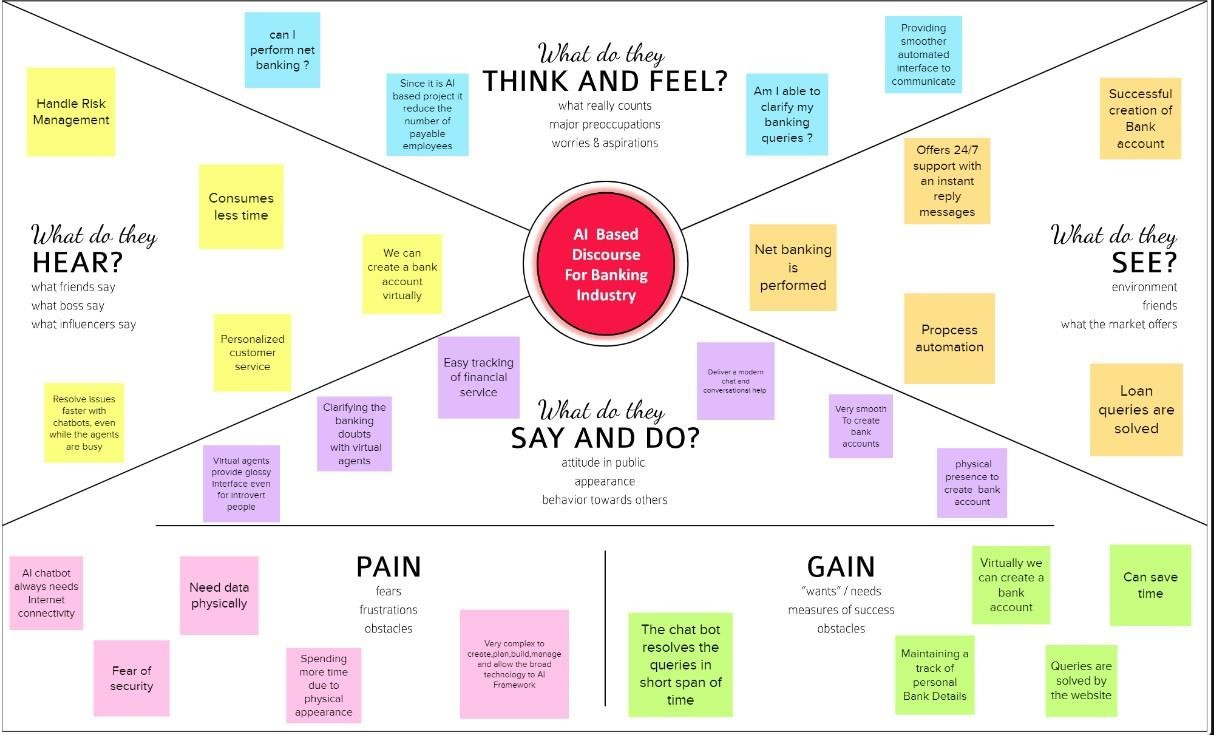 What do they
THINK AND FEEL?
what really counts
major preoccupations
worries & aspirations
can I
perform net
banking ?
Since it is AI
based project it
reduce the
number of
payable
employees
Am I able to
clarify my
banking
queries ?
Providing
smoother
automated
interface to
communicate
What do they
HEAR?
what friends say
what boss say
what influencers say
Handle Risk
Management
Consumes
less time
We can
create a bank
account
virtually
Personalized
customer
service
Resolve issues
faster with
chatbots, even
while the agents
are busy
AI Based
Discourse
For Banking
Industry
What do they
SEE?
environment
friends
what the market offers
Successful
creation of
Bank
account
Offers 24/7
support with
an instant
reply
messages
Net banking
is
performed
Propcess
automation
Loan
queries are
solved
What do they
SAY AND DO?
attitude in public
appearance
behavior towards others
Easy tracking
of financial
service
Clarifying the
banking
doubts
with virtual
agents
Virtual agents
provide glossy
Interface even
for introvert
people
Deliver a modern
chat and
conversational help
Very smooth
To create
bank
accounts
physical
presence to
create bank
account
PAIN
fears
frustrations
obstacles
AI chatbot
always needs
Internet
connectivity
Need data
physically
Fear of
security
Spending
more time
due to
physical
appearance
Very complex to
create,plan,build,manage
and allow the broad
technology to AI
Framework
GAIN
"wants" / needs
measures of success
obstacles
The chat bot
resolves the
queries in
short span of
time
Virtually we
can create a
bank
account
Can save
time
Maintaining a
track of
personal
Bank Details
Queries are
solved by
the website